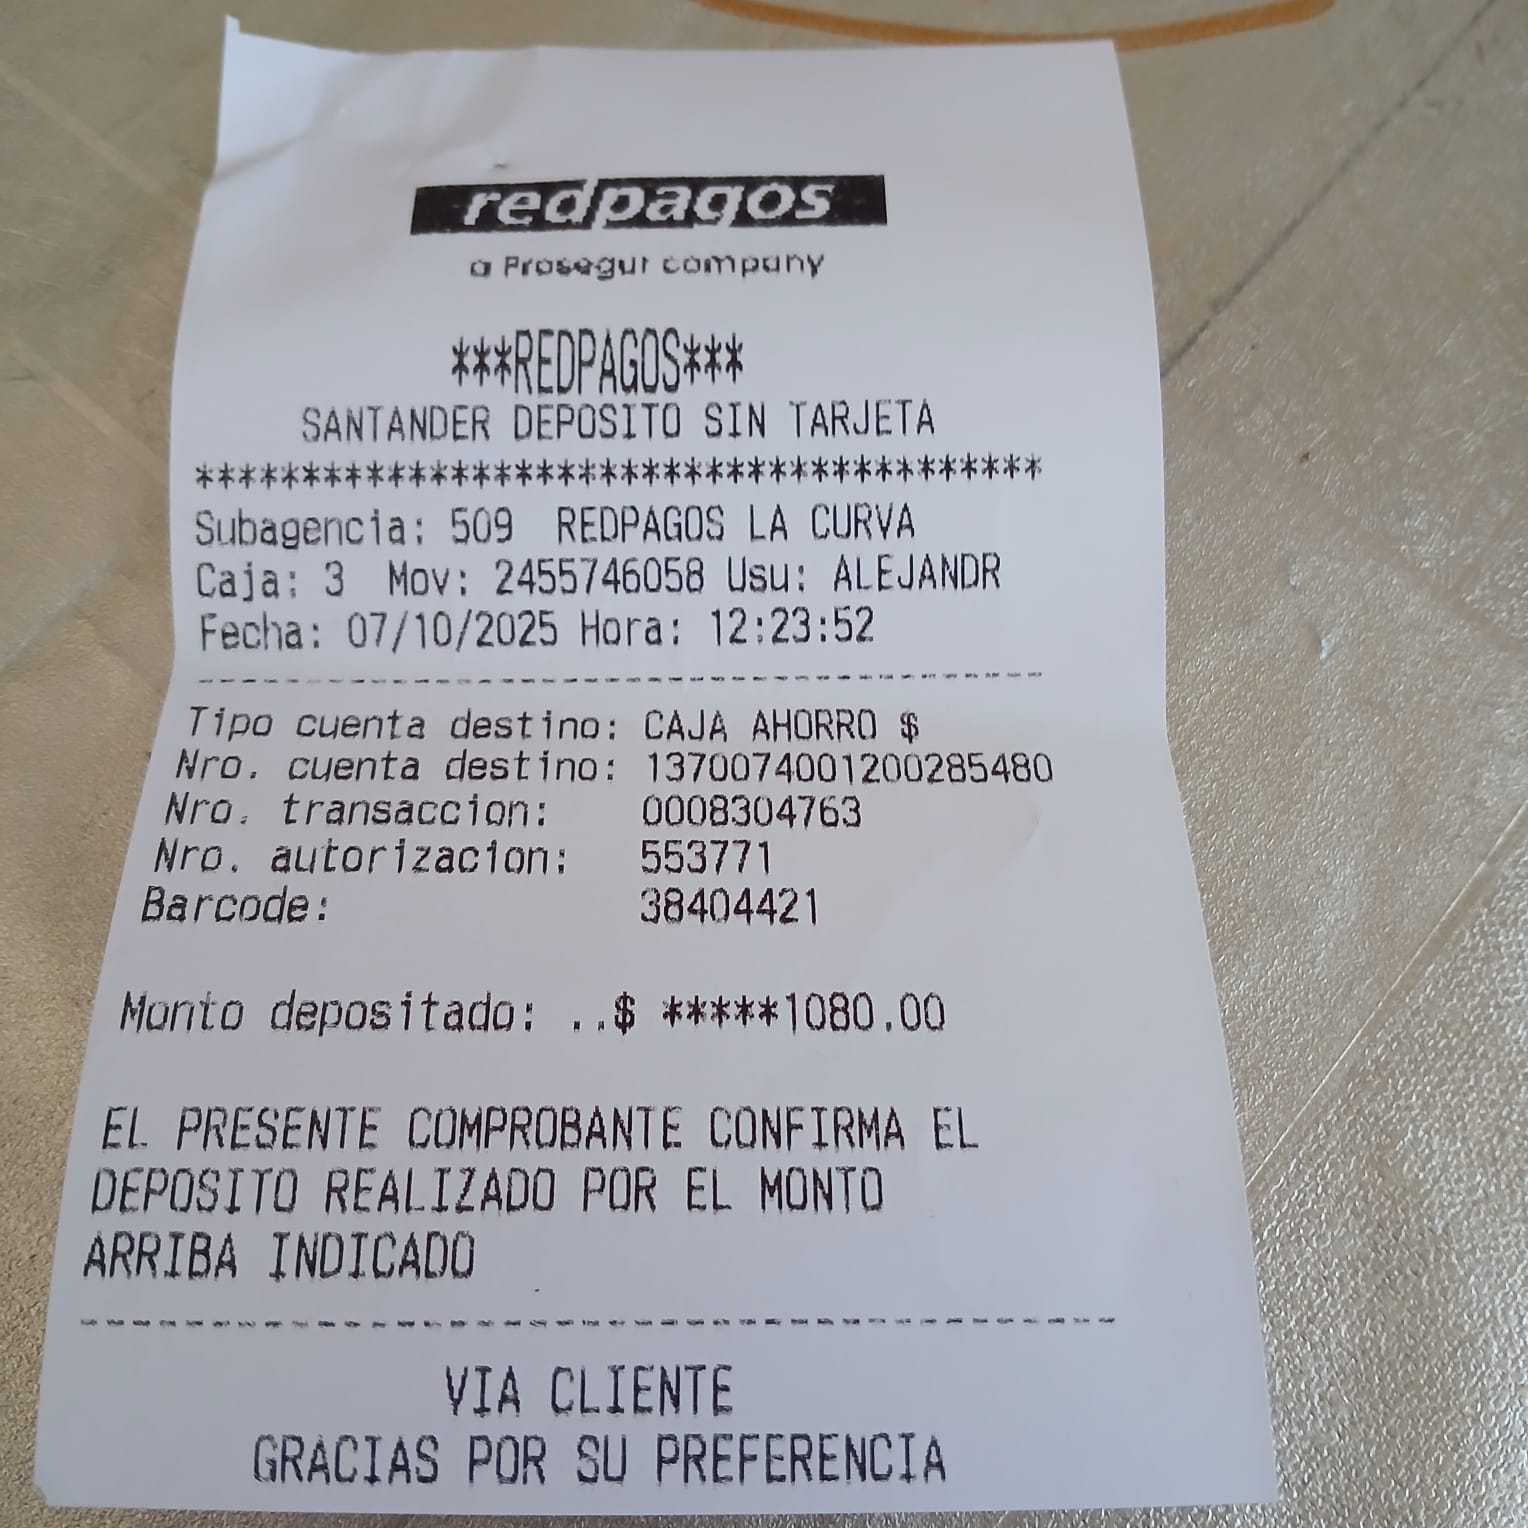 redpagos
a Prosegur company
***REDPAGOS***
SANTANDER DEPOSITO SIN TARJETA
****************************************
Subagencia: 509 REDPAGOS LA CURVA
Caja: 3 Mov: 2455746058 Usu: ALEJANDR
Fecha: 07/10/2025 Hora: 12:23:52
----------------------------------------
Tipo cuenta destino: CAJA AHORRO $
Nro. cuenta destino: 1370074001200285480
Nro. transaccion: 0008304763
Nro. autorizacion: 553771
Barcode: 38404421
Monto depositado: ..$ *****1080.00
EL PRESENTE COMPROBANTE CONFIRMA EL
DEPOSITO REALIZADO POR EL MONTO
ARRIBA INDICADO
----------------------------------------
VIA CLIENTE
GRACIAS POR SU PREFERENCIA